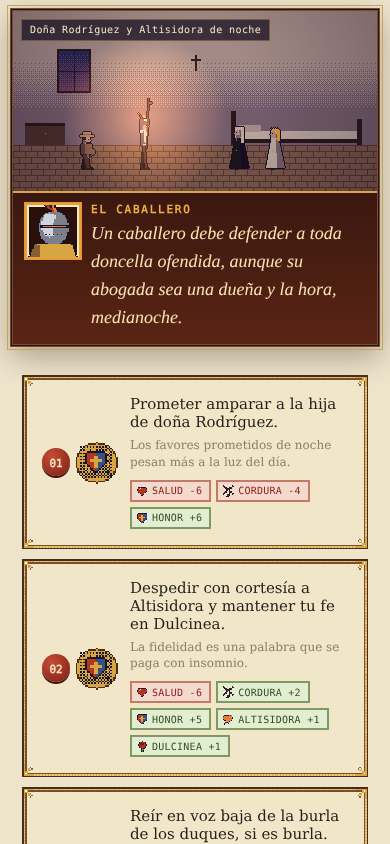 Doña Rodríguez y Altisidora de noche
EL CABALLERO
Un caballero debe defender a toda
doncella ofendida, aunque su
abogada sea una dueña y la hora,
medianoche.
01
Prometer amparar a la hija
de doña Rodríguez.
Los favores prometidos de noche
pesan más a la luz del día.
SALUD -6
CORDURA -4
HONOR +6
02
Despedir con cortesía a
Altisidora y mantener tu fe
en Dulcinea.
La fidelidad es una palabra que se
paga con insomnio.
SALUD -6
CORDURA +2
HONOR +5
ALTISIDORA +1
DULCINEA +1
Reír en voz baja de la burla
de los duques, si es burla.